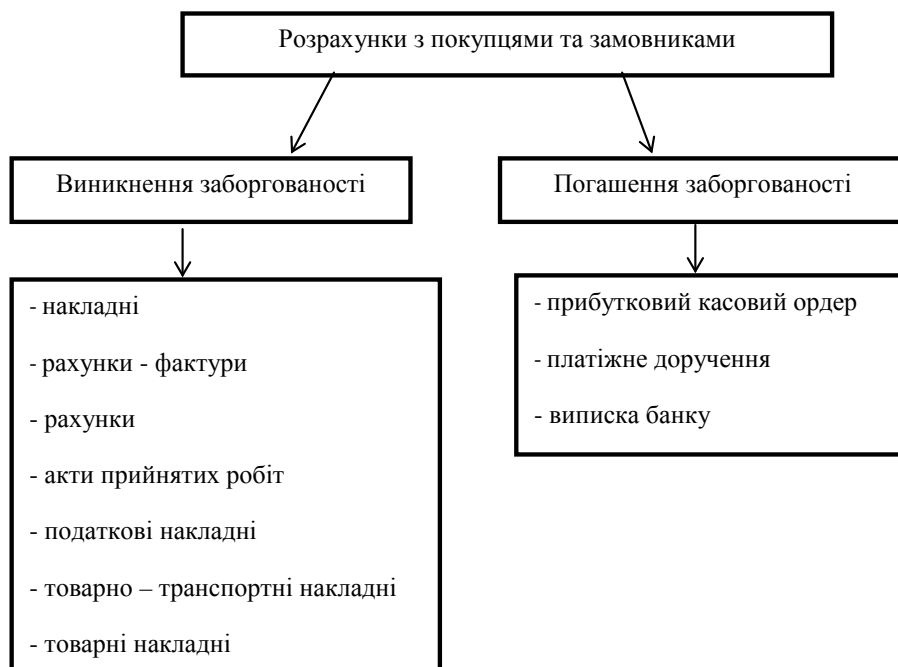 Розрахунки з покупцями та замовниками
Виникнення заборгованості
Погашення заборгованості
- накладні
- рахунки - фактури
- рахунки
- акти прийнятих робіт
- податкові накладні
- товарно – транспортні накладні
- товарні накладні
- прибутковий касовий ордер
- платіжне доручення
- виписка банку